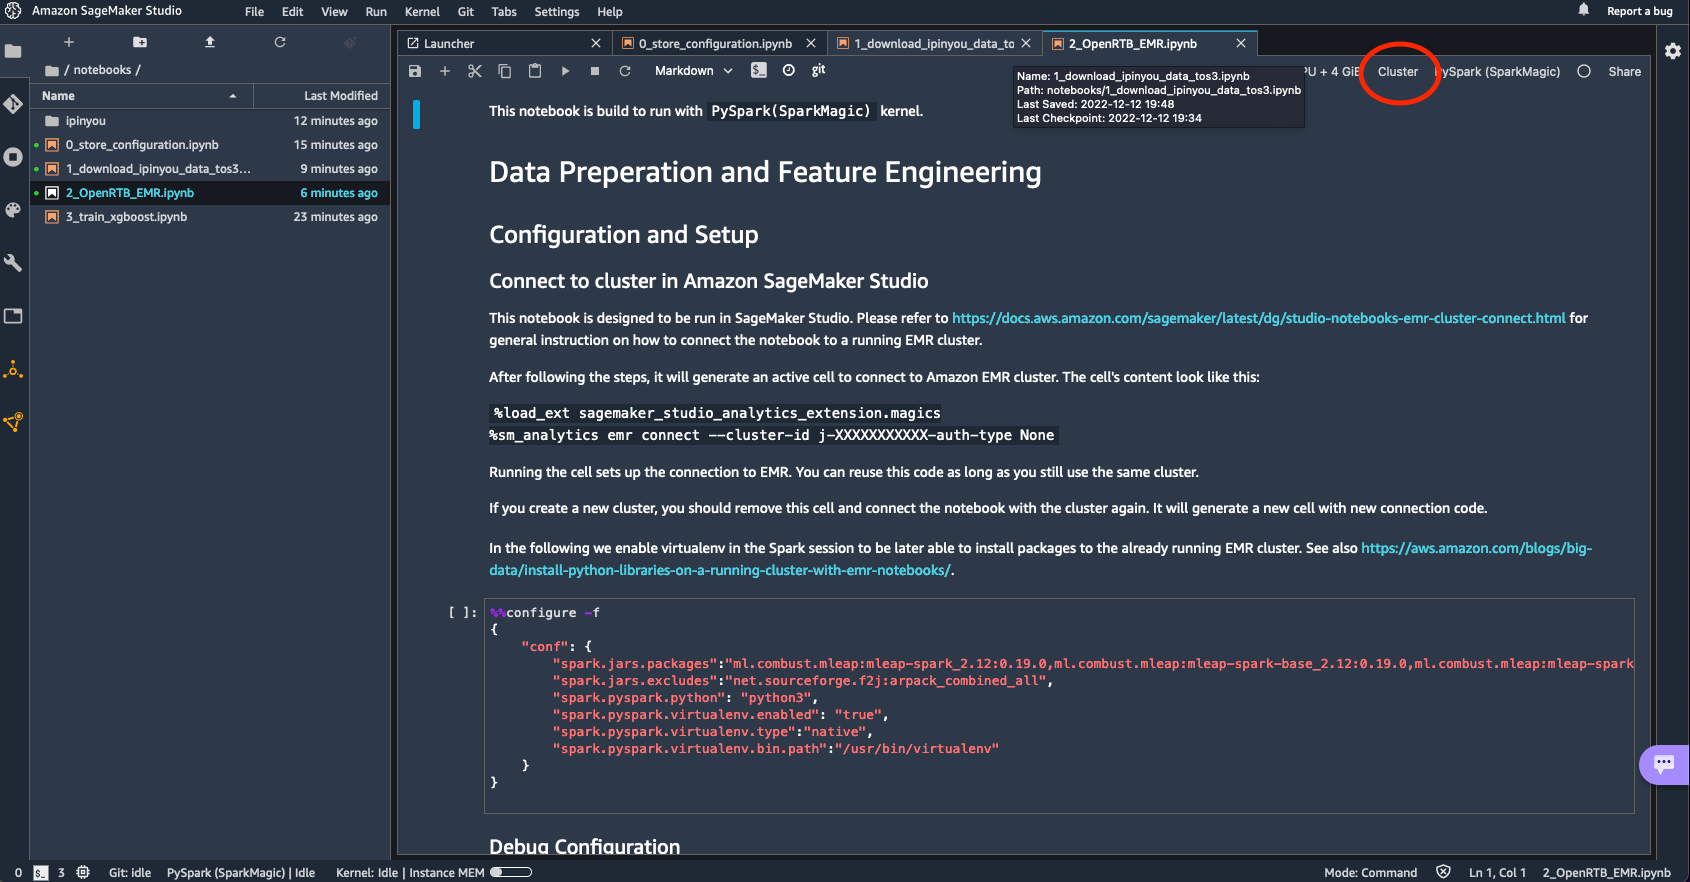 Amazon SageMaker Studio
File Edit View Run Kernel Git Tabs Settings Help
Report a bug
Launcher
0_store_configuration.ipynb
1_download_ipinyou_data_to
2_OpenRTB_EMR.ipynb
/ notebooks /
Markdown
git
PU + 4 GiB
Cluster
PySpark (SparkMagic)
Share
Name: 1_download_ipinyou_data_tos3.ipynb
Path: notebooks/1_download_ipinyou_data_tos3.ipynb
Last Saved: 2022-12-12 19:48
Last Checkpoint: 2022-12-12 19:34
Name Last Modified
ipinyou 12 minutes ago
0_store_configuration.ipynb 15 minutes ago
1_download_ipinyou_data_tos3... 9 minutes ago
2_OpenRTB_EMR.ipynb 6 minutes ago
3_train_xgboost.ipynb 23 minutes ago
This notebook is build to run with PySpark(SparkMagic) kernel.
Data Preperation and Feature Engineering
Configuration and Setup
Connect to cluster in Amazon SageMaker Studio
This notebook is designed to be run in SageMaker Studio. Please refer to https://docs.aws.amazon.com/sagemaker/latest/dg/studio-notebooks-emr-cluster-connect.html for
general instruction on how to connect the notebook to a running EMR cluster.
After following the steps, it will generate an active cell to connect to Amazon EMR cluster. The cell's content look like this:
%load_ext sagemaker_studio_analytics_extension.magics
%sm_analytics emr connect --cluster-id j-XXXXXXXXXXX-auth-type None
Running the cell sets up the connection to EMR. You can reuse this code as long as you still use the same cluster.
If you create a new cluster, you should remove this cell and connect the notebook with the cluster again. It will generate a new cell with new connection code.
In the following we enable virtualenv in the Spark session to be later able to install packages to the already running EMR cluster. See also https://aws.amazon.com/blogs/big-
data/install-python-libraries-on-a-running-cluster-with-emr-notebooks/.
[ ]: %%configure -f
{
"conf": {
"spark.jars.packages":"ml.combust.mleap:mleap-spark_2.12:0.19.0,ml.combust.mleap:mleap-spark-base_2.12:0.19.0,ml.combust.mleap:mleap-spark
"spark.jars.excludes":"net.sourceforge.f2j:arpack_combined_all",
"spark.pyspark.python": "python3",
"spark.pyspark.virtualenv.enabled": "true",
"spark.pyspark.virtualenv.type":"native",
"spark.pyspark.virtualenv.bin.path":"/usr/bin/virtualenv"
}
}
Debug Configuration
0 $_ 3 Git: idle PySpark (SparkMagic) | Idle Kernel: Idle | Instance MEM
Mode: Command Ln 1, Col 1 2_OpenRTB_EMR.ipynb